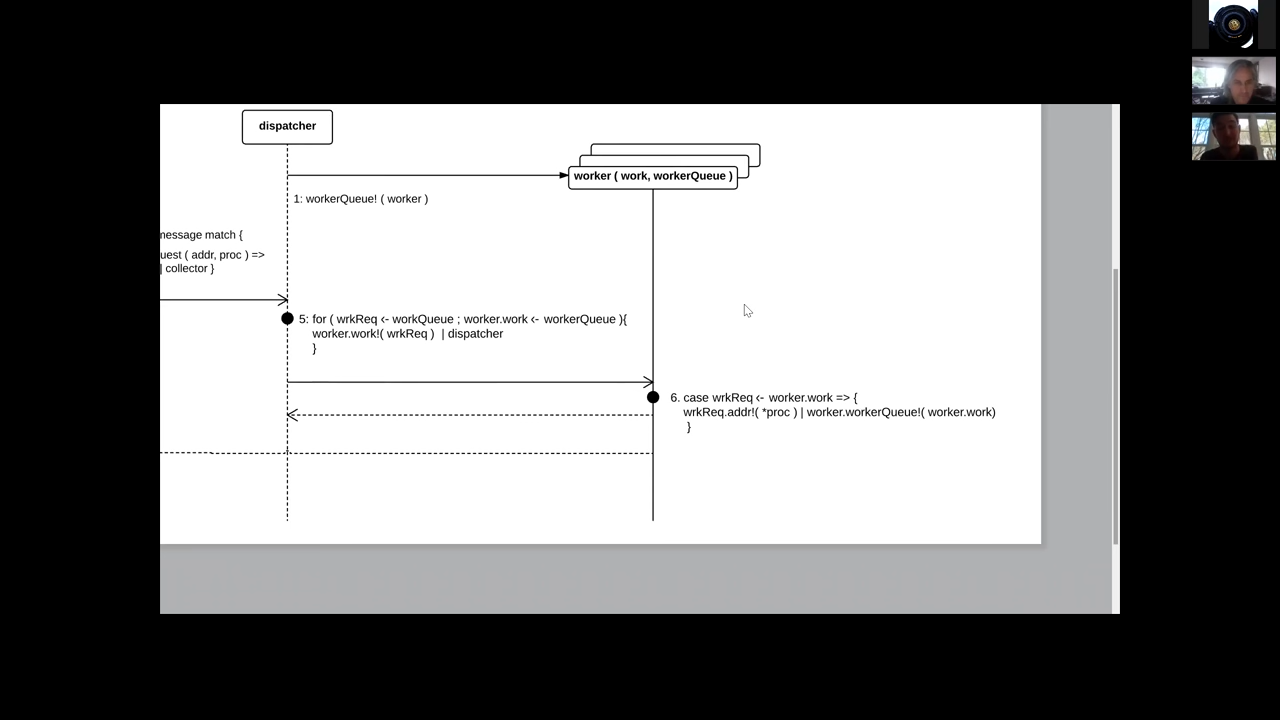 dispatcher
worker ( work, workerQueue )
1: workerQueue! ( worker )
message match {
uest ( addr, proc ) =>
| collector }
5: for ( wrkReq <- workQueue ; worker.work <- workerQueue ){
worker.work!( wrkReq ) | dispatcher
}
6. case wrkReq <- worker.work => {
wrkReq.addr!( *proc ) | worker.workerQueue!( worker.work)
}